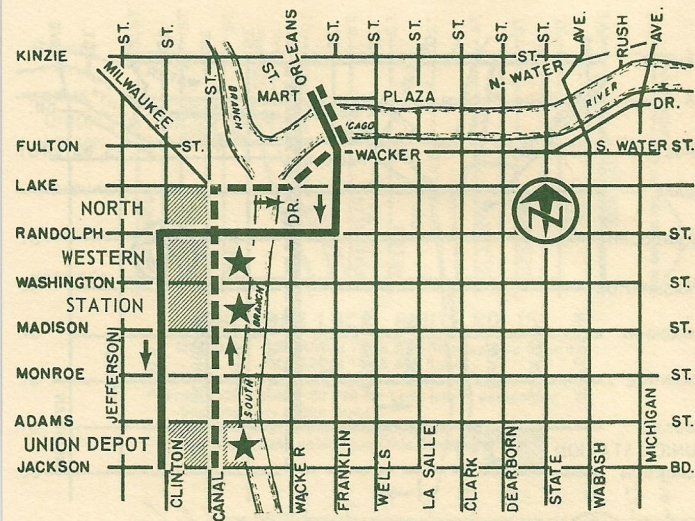 ST. ST. ST. ORLEANS ST. ST. ST. ST. ST. ST. AVE. RUSH AVE.
KINZIE ST.
MILWAUKEE
ST.
BRANCH
MART
PLAZA
N. WATER
RIVER
DR.
ICAGO
FULTON ST.
WACKER
S. WATER ST.
LAKE
NORTH
DR.
N
RANDOLPH ST.
WESTERN
WASHINGTON ST.
STATION
BRANCH
MADISON ST.
JEFFERSON
MONROE ST.
SOUTH
ADAMS ST.
UNION DEPOT
JACKSON BD.
CLINTON CANAL WACKER FRANKLIN WELLS LA SALLE CLARK DEARBORN STATE WABASH MICHIGAN